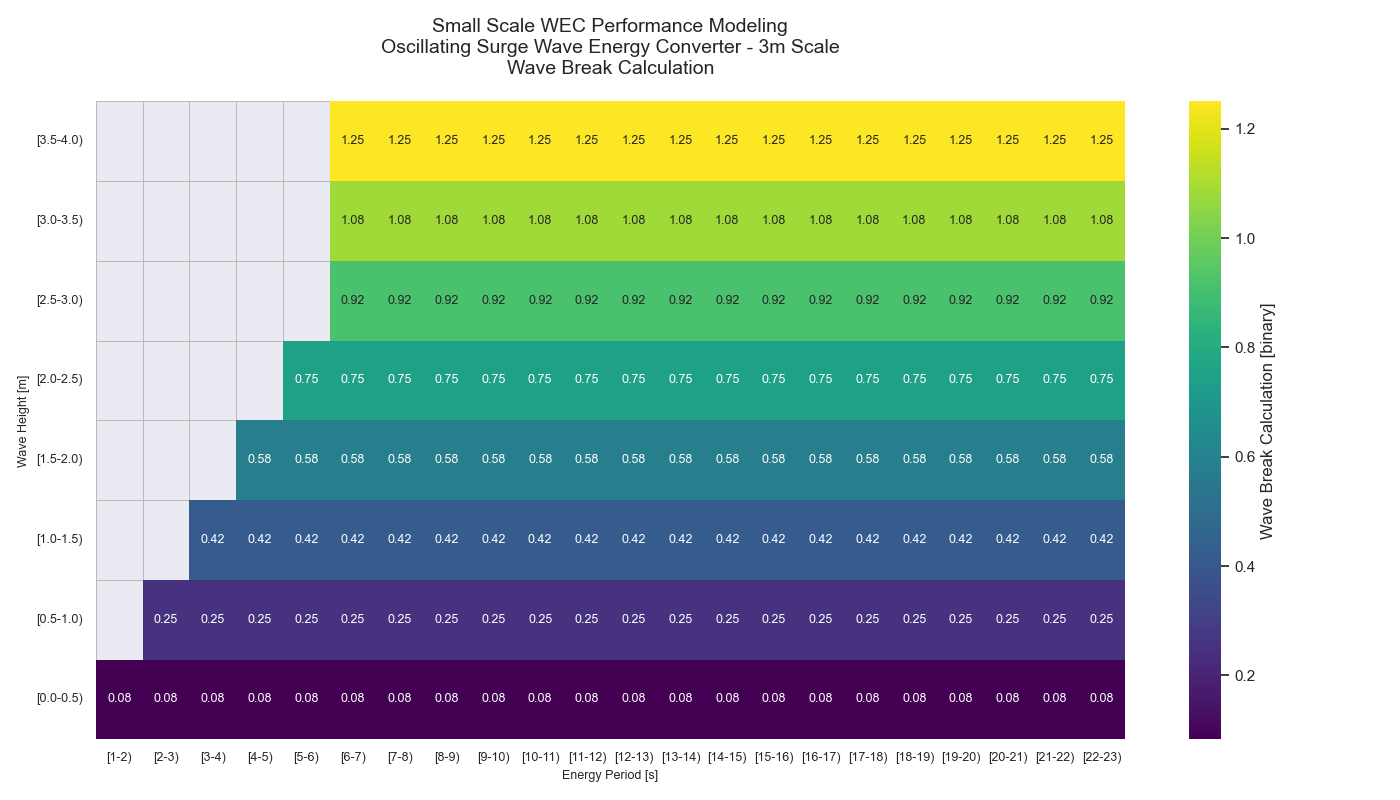 Small Scale WEC Performance Modeling
Oscillating Surge Wave Energy Converter - 3m Scale
Wave Break Calculation
[3.5-4.0) 1.25 1.25 1.25 1.25 1.25 1.25 1.25 1.25 1.25 1.25 1.25 1.25 1.25 1.25 1.25 1.25 1.25
[3.0-3.5) 1.08 1.08 1.08 1.08 1.08 1.08 1.08 1.08 1.08 1.08 1.08 1.08 1.08 1.08 1.08 1.08 1.08
[2.5-3.0) 0.92 0.92 0.92 0.92 0.92 0.92 0.92 0.92 0.92 0.92 0.92 0.92 0.92 0.92 0.92 0.92 0.92
[2.0-2.5) 0.75 0.75 0.75 0.75 0.75 0.75 0.75 0.75 0.75 0.75 0.75 0.75 0.75 0.75 0.75 0.75 0.75 0.75
[1.5-2.0) 0.58 0.58 0.58 0.58 0.58 0.58 0.58 0.58 0.58 0.58 0.58 0.58 0.58 0.58 0.58 0.58 0.58 0.58 0.58
[1.0-1.5) 0.42 0.42 0.42 0.42 0.42 0.42 0.42 0.42 0.42 0.42 0.42 0.42 0.42 0.42 0.42 0.42 0.42 0.42 0.42 0.42
[0.5-1.0) 0.25 0.25 0.25 0.25 0.25 0.25 0.25 0.25 0.25 0.25 0.25 0.25 0.25 0.25 0.25 0.25 0.25 0.25 0.25 0.25 0.25
[0.0-0.5) 0.08 0.08 0.08 0.08 0.08 0.08 0.08 0.08 0.08 0.08 0.08 0.08 0.08 0.08 0.08 0.08 0.08 0.08 0.08 0.08 0.08 0.08
[1-2) [2-3) [3-4) [4-5) [5-6) [6-7) [7-8) [8-9) [9-10) [10-11) [11-12) [12-13) [13-14) [14-15) [15-16) [16-17) [17-18) [18-19) [19-20) [20-21) [21-22) [22-23)
Energy Period [s]
Wave Height [m]
1.2
1.0
0.8
0.6
0.4
0.2
Wave Break Calculation [binary]